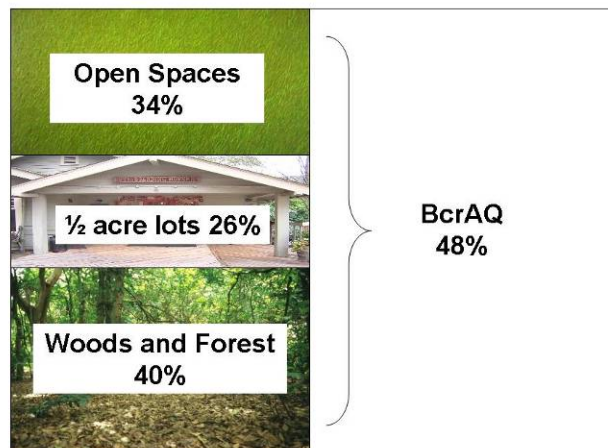 Open Spaces
34%
½ acre lots 26%
Woods and Forest
40%
BcrAQ
48%